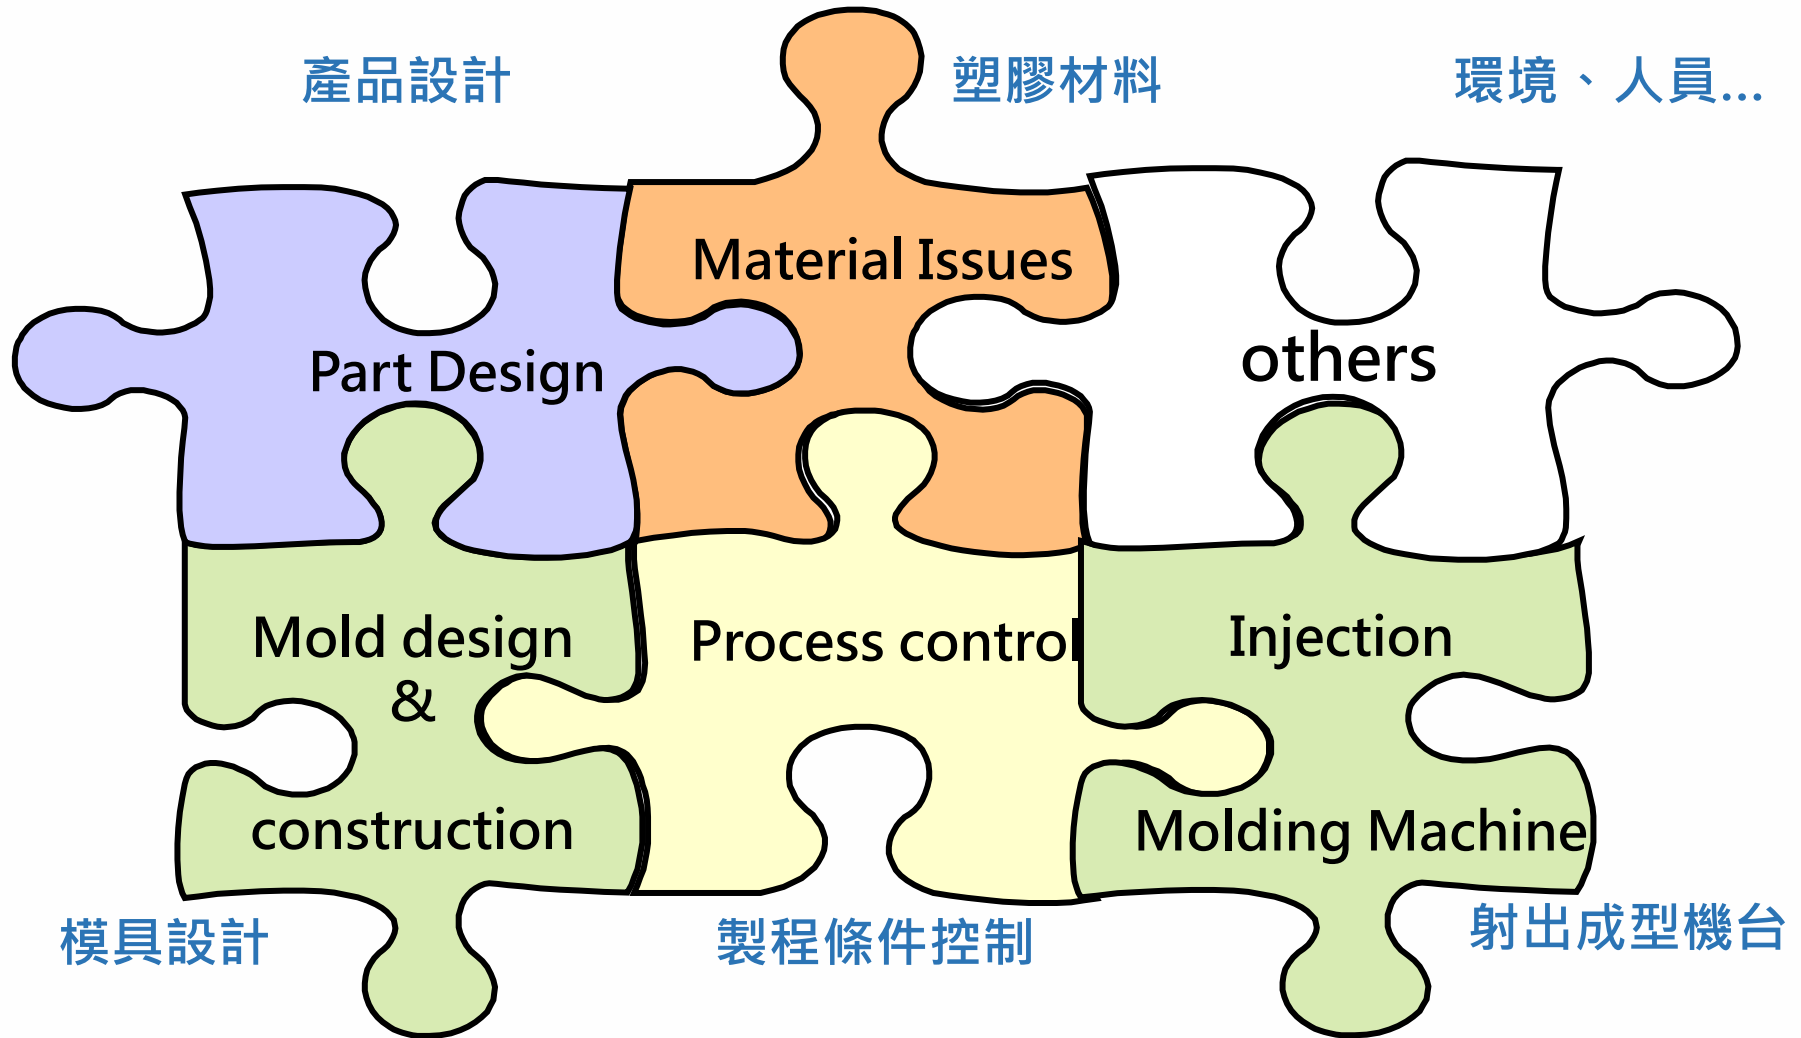 產品設計
塑膠材料
環境、人員...
Material Issues
Part Design
others
Mold design
&
construction
Process control
Injection
Molding Machine
模具設計
製程條件控制
射出成型機台